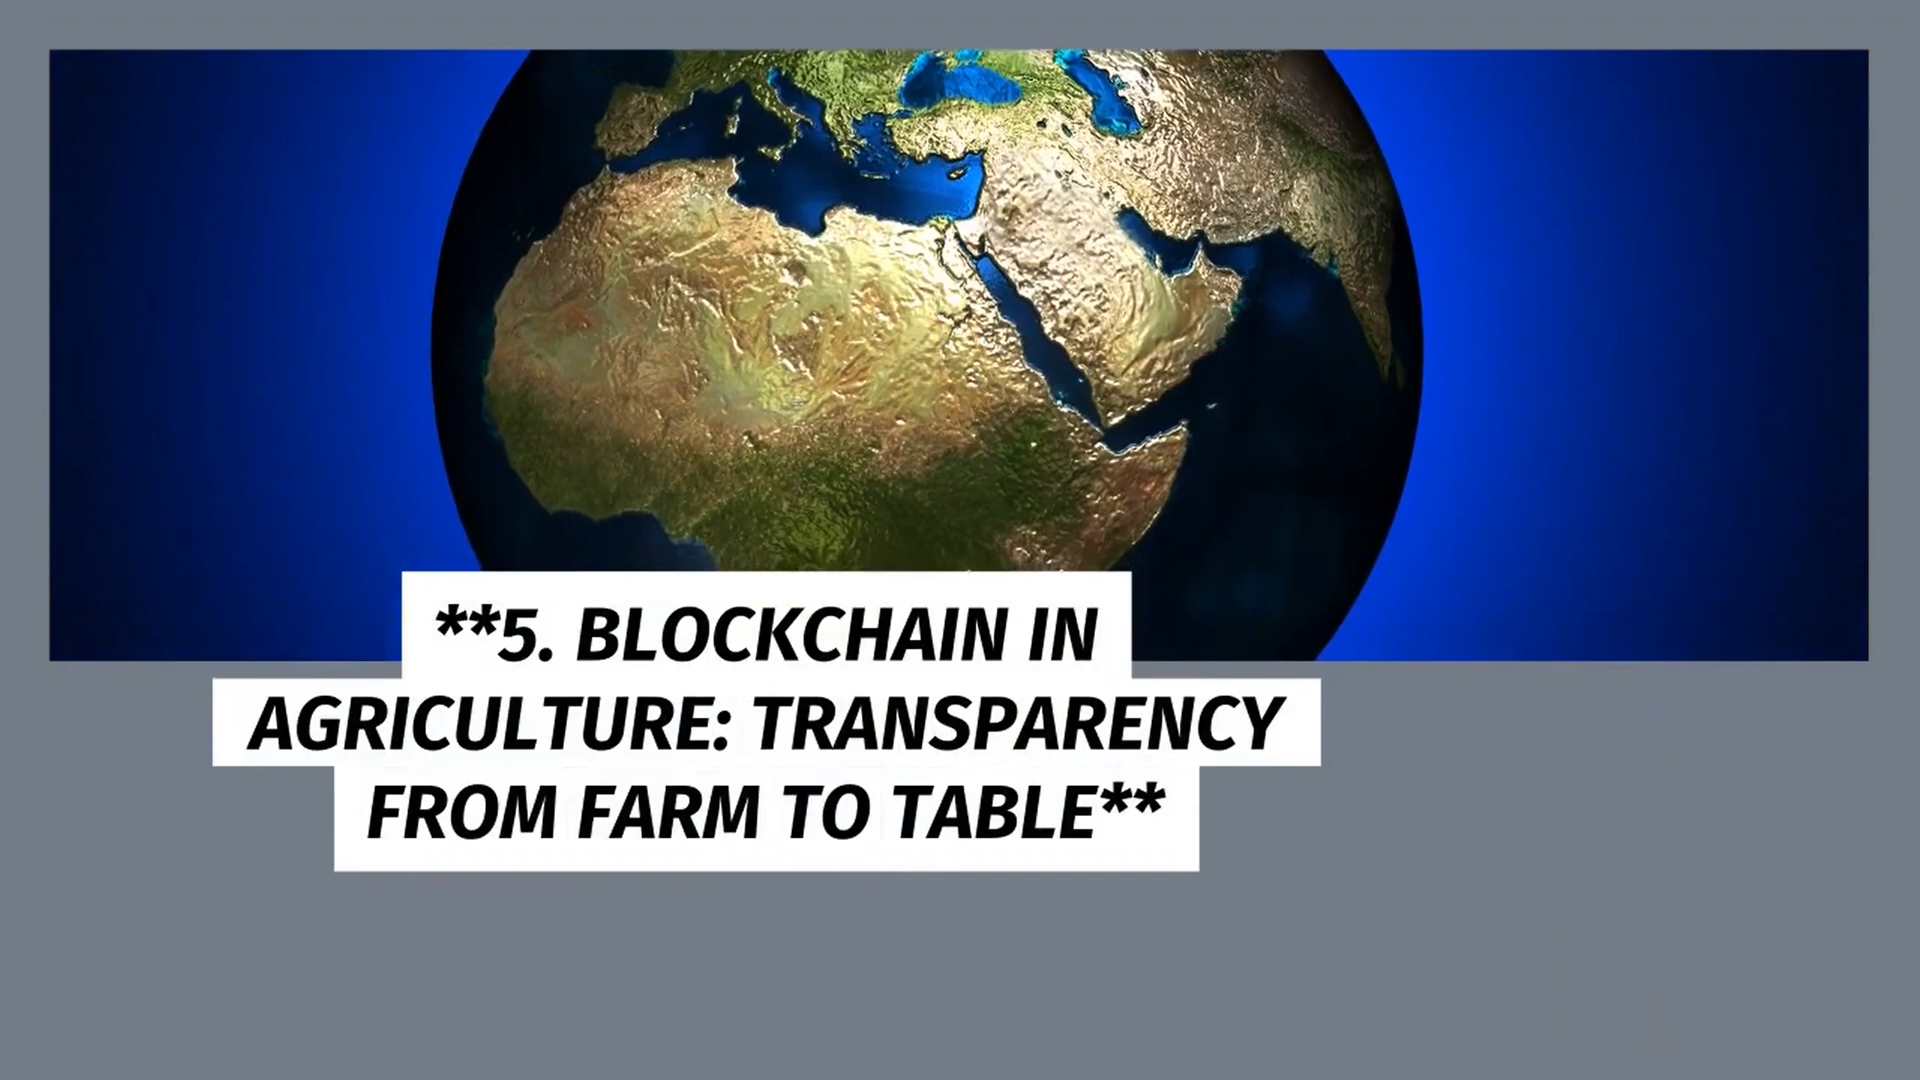 **5. BLOCKCHAIN IN
AGRICULTURE: TRANSPARENCY
FROM FARM TO TABLE**